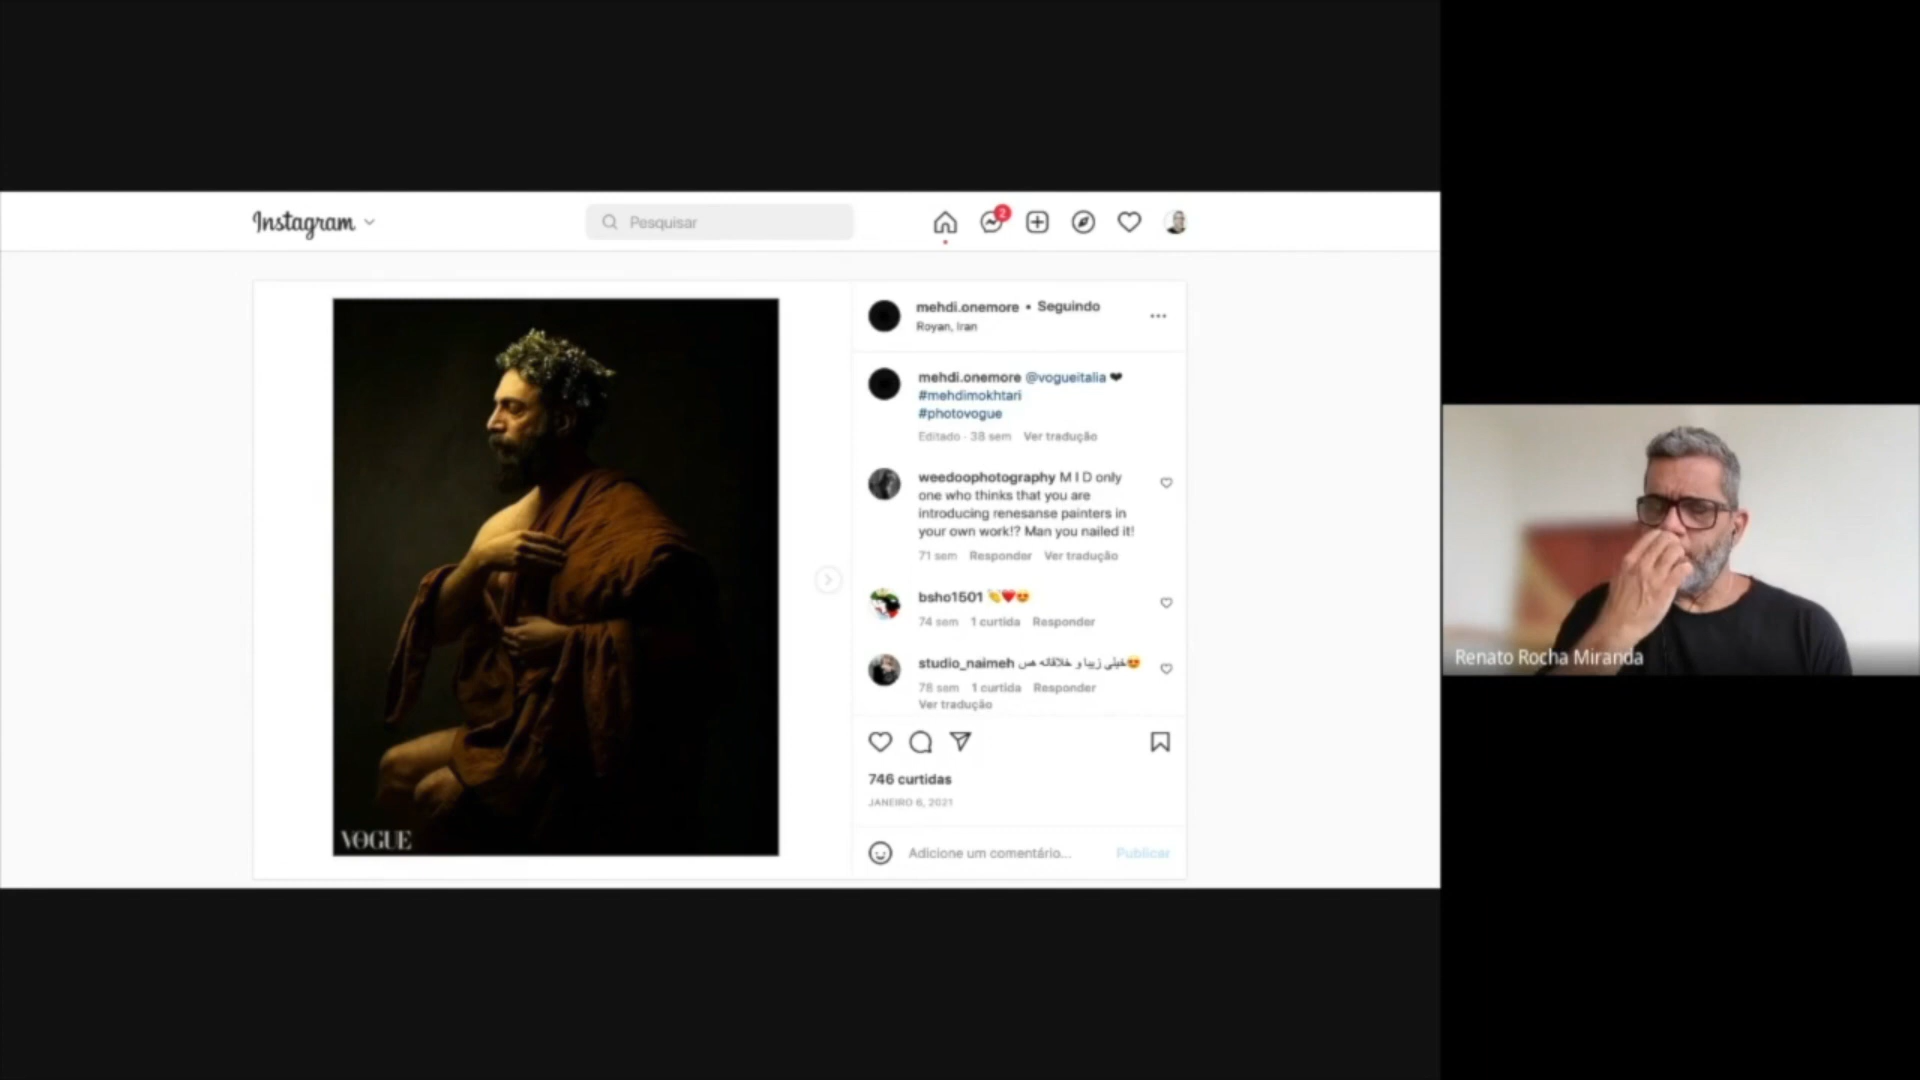 Instagram
Pesquisar
2
mehdi.onemore • Seguindo
Royan, Iran
mehdi.onemore @vogueitalia ❤
#mehdimokhtari
#photovogue
Editado · 38 sem Ver tradução
weedoophotography M I D only
one who thinks that you are
introducing renesanse painters in
your own work!? Man you nailed it!
71 sem Responder Ver tradução
bsho1501 👏❤️😍
74 sem 1 curtida Responder
studio_naimeh خیلی زیبا و خلاقانه هس😍
78 sem 1 curtida Responder
Ver tradução
746 curtidas
JANEIRO 6, 2021
Adicione um comentário... Publicar
VOGUE
Renato Rocha Miranda